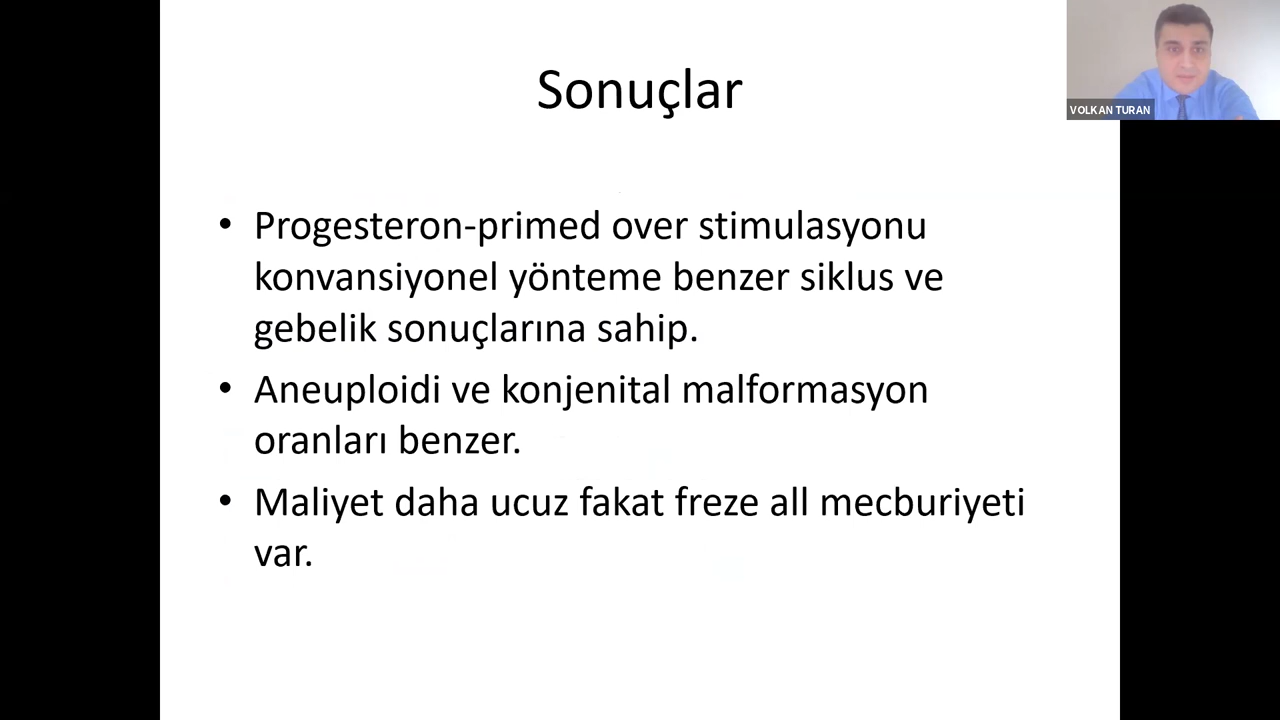 Sonuçlar
VOLKAN TURAN
• Progesteron-primed over stimulasyonu
konvansiyonel yönteme benzer siklus ve
gebelik sonuçlarına sahip.
• Aneuploidi ve konjenital malformasyon
oranları benzer.
• Maliyet daha ucuz fakat freze all mecburiyeti
var.